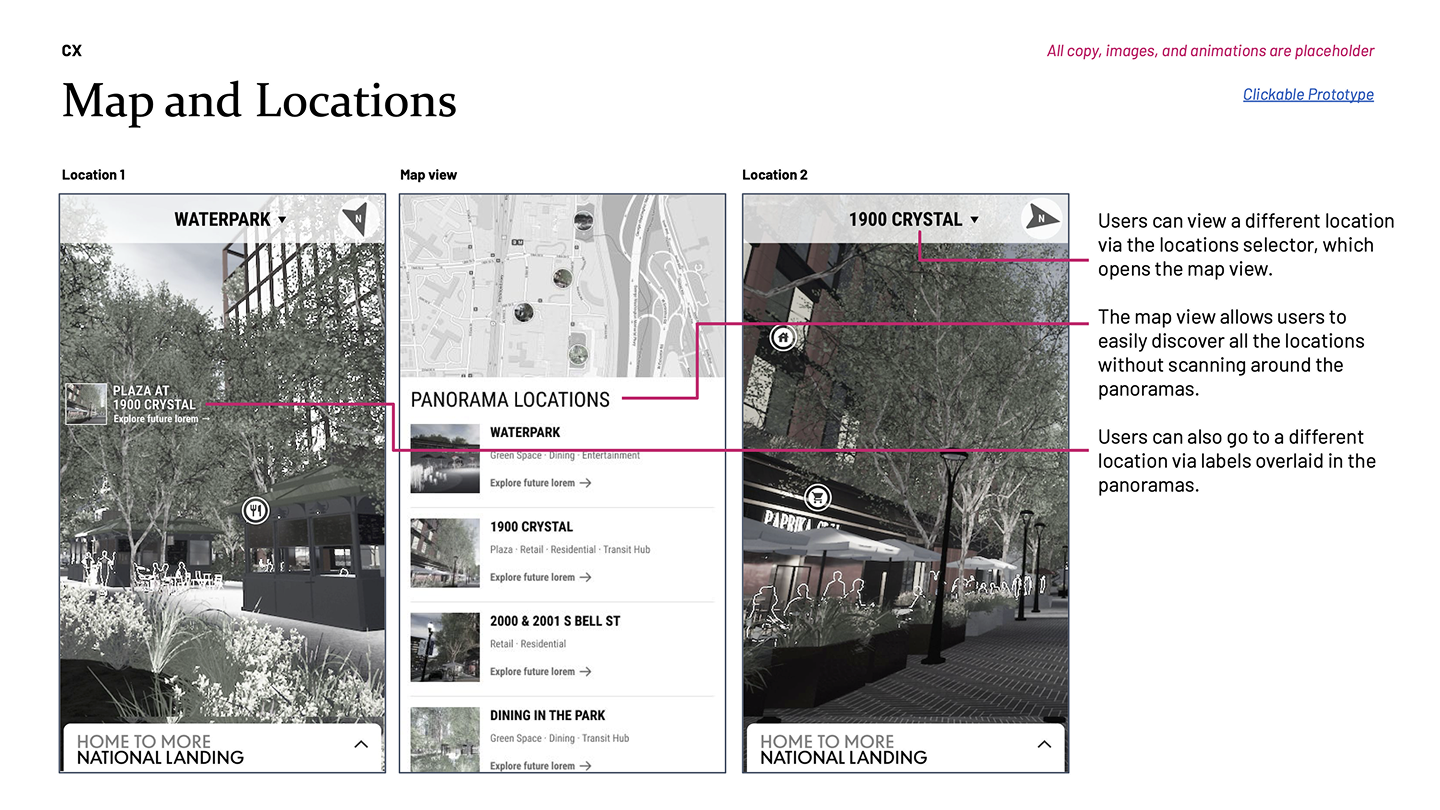 CX
All copy, images, and animations are placeholder
Map and Locations
Clickable Prototype
Location 1
WATERPARK
N
PLAZA AT
1900 CRYSTAL
Explore future lorem →
HOME TO MORE
NATIONAL LANDING
Map view
PANORAMA LOCATIONS
WATERPARK
Green Space · Dining · Entertainment
Explore future lorem →
1900 CRYSTAL
Plaza · Retail · Residential · Transit Hub
Explore future lorem →
2000 & 2001 S BELL ST
Retail · Residential
Explore future lorem →
DINING IN THE PARK
Green Space · Dining · Transit Hub
Explore future lorem →
Location 2
1900 CRYSTAL
N
PAPRIKA
HOME TO MORE
NATIONAL LANDING
Users can view a different location
via the locations selector, which
opens the map view.
The map view allows users to
easily discover all the locations
without scanning around the
panoramas.
Users can also go to a different
location via labels overlaid in the
panoramas.